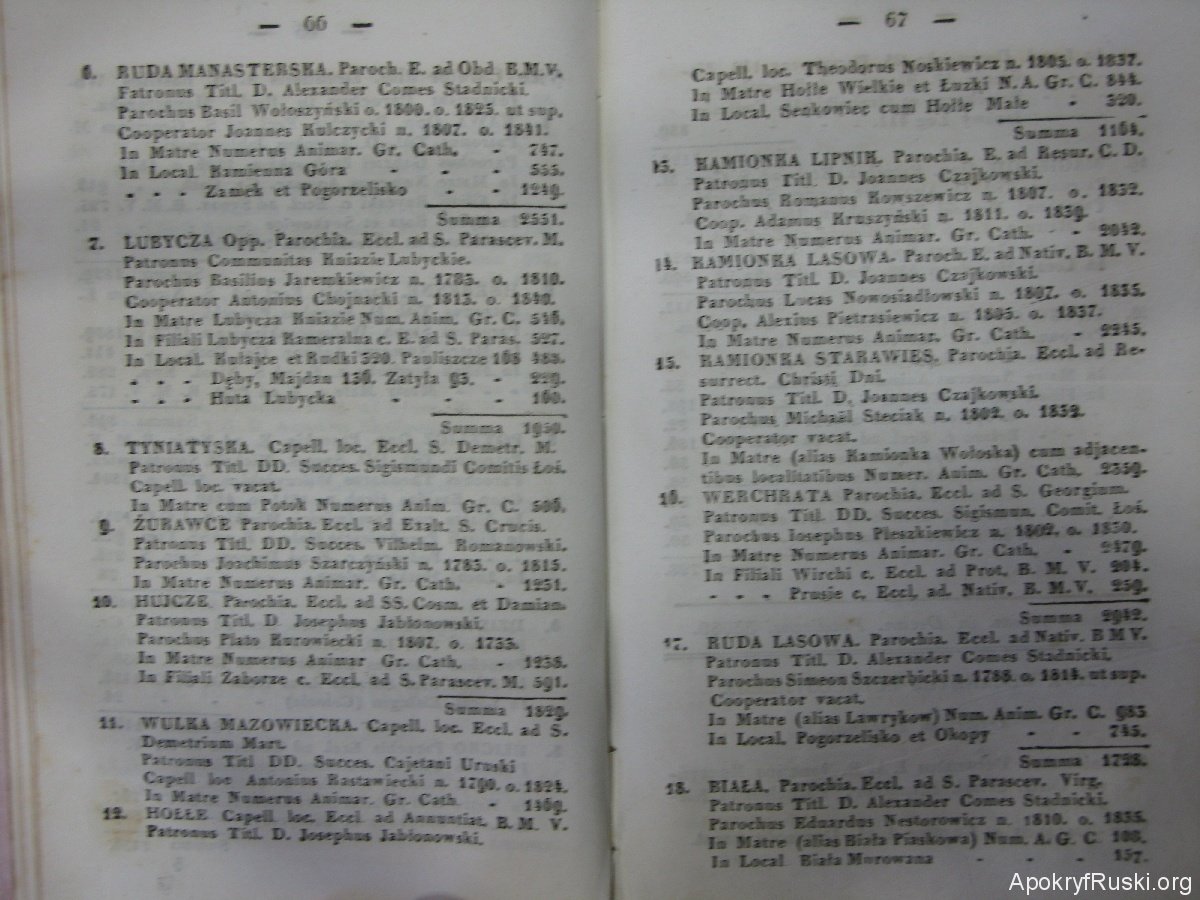 — 66 —
6. RUDA MANASTERSKA. Paroch. E. ad Obd. B.M.V.
Patronus Titl. D. Alexander Comes Stadnicki.
Parochus Basil Wołoszyński o. 1800. o. 1825. ut sup.
Cooperator Joannes Kulczycki n. 1807. o. 1841.
In Matre Numerus Animar. Gr. Cath. - 747.
In Local. Kamienna Góra - - - 555.
- - - Zamek et Pogorzelisko - - 1249.
Summa 2551.
7. LUBYCZA Opp. Parochia. Eccl. ad S. Parascev. M.
Patronus Communitas Kniazie Lubyckie.
Parochus Basilius Jaremkiewicz n. 1783. o. 1810.
Cooperator Antonius Chojnacki n. 1813. o. 1840.
In Matre Lubycza Kniazie Num. Anim. Gr. C. 546.
In Filiali Lubycza Kameralna c. E. ad S. Paras. 527.
In Local. Kułajce et Rudki 320. Pauliszcze 168 488.
- - - Dęby, Majdan 136. Zatyla 93. - 229.
- - - Huta Lubycka - - - 160.
Summa 1950.
8. TYNIATYSKA. Capell. loc. Eccl. S. Demetr. M.
Patronus Titl. DD. Succes. Sigismundi Comitis Łoś.
Capell. loc. vacat.
In Matre cum Potok Numerus Anim. Gr. C. 506.
9. ŻURAWCE Parochia. Eccl. ad Exalt. S. Crucis.
Patronus Titl. DD. Succes. Vilhelm. Romanowski.
Parochus Joachimus Szarczyński n. 1783. o. 1815.
In Matre Numerus Animar. Gr. Cath. - 1251.
10. HUJCZE. Parochia. Eccl. ad SS. Cosm. et Damian.
Patronus Titl. D. Josephus Jabłonowski.
Parochus Plato Kurowiecki n. 1807. o. 1733.
In Matre Numerus Animar Gr. Cath. - 1238.
In Filiali Zaborze c. Eccl. ad S. Parascev. M. 591.
Summa 1829.
11. WULKA MAZOWIECKA. Capell. loc. Eccl. ad S.
Demetrium Mart.
Patronus Titl DD. Succes. Cajetani Uruski
Capell loc Antonius Rastawiecki n. 1790. o. 1824.
In Matre Numerus Animar. Gr. Cath - 1469.
12. HOŁŁE Capell. loc. Eccl. ad Annuntiat. B. M. V.
Patronus Titl. D. Josephus Jabłonowski.
— 67 —
Capell. loc. Theodorus Noskiewicz n. 1805. o. 1837.
In Matre Hołłe Wielkie et Łuzki N. A. Gr. C. 844.
In Local. Senkowiec cum Hołłe Małe - 320.
Summa 1164.
13. KAMIONKA LIPNIK. Parochia. E. ad Resur. C. D.
Patronus Titl. D. Joannes Czajkowski.
Parochus Romanus Kowszewicz n. 1807. o. 1832.
Coop. Adamus Kruszyński n. 1811. o. 1839.
In Matre Numerus Animar. Gr. Cath. - - 2042.
14. KAMIONKA LASOWA. Paroch. E. ad Nativ. B. M. V.
Patronus Titl. D. Joannes Czajkowski.
Parochus Lucas Nowosiadłowski n. 1807. o. 1835.
Coop. Alexius Pietrasiewicz n. 1805. o. 1837.
In Matre Numerus Animar. Gr. Cath. - 2245.
15. KAMIONKA STARAWIES. Parochia. Eccl. ad Re-
surrect. Christi Dni.
Patronus Titl. D. Joannes Czajkowski.
Parochus Michaël Steciak n. 1802. o. 1832.
Cooperator vacat.
In Matre (alias Kamionka Wołoska) cum adjacen-
tibus localitatibus Numer. Anim. Gr. Cath. 2359.
16. WERCHRATA Parochia. Eccl. ad S. Georgium.
Patronus Titl. DD. Succes. Sigismun. Comit. Łoś.
Parochus Josephus Pleszkiewicz n. 1802. o. 1830.
In Matre Numerus Animar. Gr. Cath. - 2479.
In Filiali Wirchi c. Eccl. ad Prot. B. M. V. 204.
- - - Prusie c. Eccl. ad. Nativ. B. M. V. 259.
Summa 2942.
17. RUDA LASOWA. Parochia. Eccl. ad Nativ. B M V.
Patronus Titl. D. Alexander Comes Stadnicki.
Parochus Simeon Szczerbicki n. 1788. o. 1814. ut sup.
Cooperator vacat.
In Matre (alias Lawrykow) Num. Anim. Gr. C. 983
In Local. Pogorzelisko et Okopy - - 745.
Summa 1728.
18. BIAŁA. Parochia. Eccl. ad S. Parascev. Virg.
Patronus Titl. D. Alexander Comes Stadnicki.
Parochus Eduardus Nestorowicz n. 1810. o. 1835.
In Matre (alias Biała Piaskowa) Num. A. G. C. 108.
In Local. Biała Murowana - - - 157.
ApokryfRuski.org